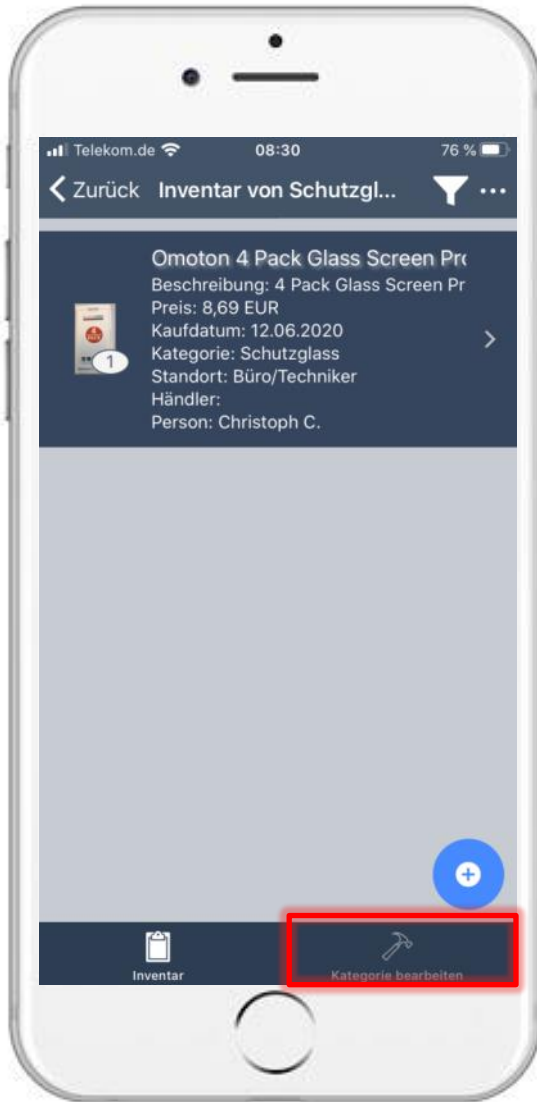 Telekom.de 08:30 76 %
Zurück Inventar von Schutzgl... ...
Omoton 4 Pack Glass Screen Pro
Beschreibung: 4 Pack Glass Screen Pr
Preis: 8,69 EUR
Kaufdatum: 12.06.2020
Kategorie: Schutzglass
Standort: Büro/Techniker
Händler:
Person: Christoph C.
1
Inventar Kategorie bearbeiten